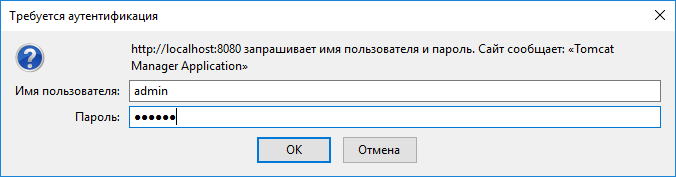 Требуется аутентификация
http://localhost:8080 запрашивает имя пользователя и пароль. Сайт сообщает: «Tomcat
Manager Application»
Имя пользователя: admin
Пароль: ●●●●●●
ОК Отмена